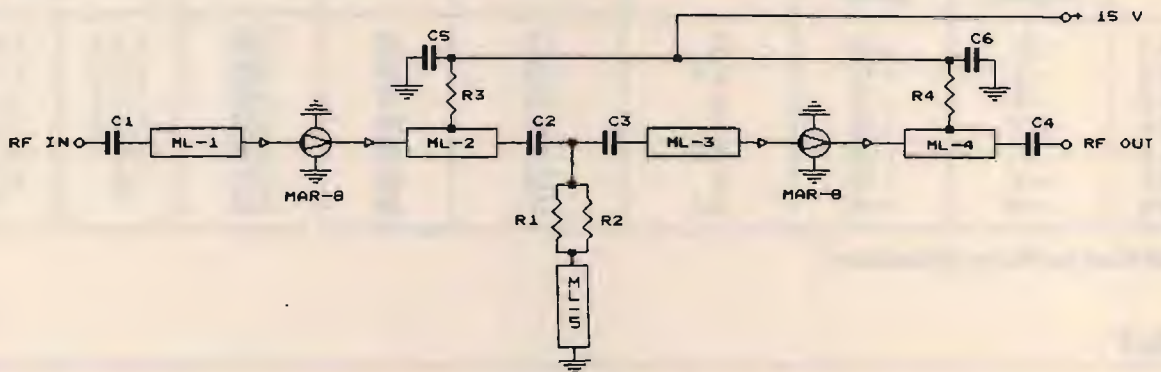 + 15 V
C5
C6
R3
R4
C1
C2
C3
C4
RF IN
ML-1
ML-2
ML-3
ML-4
RF OUT
MAR-8
MAR-8
R1
R2
ML-5